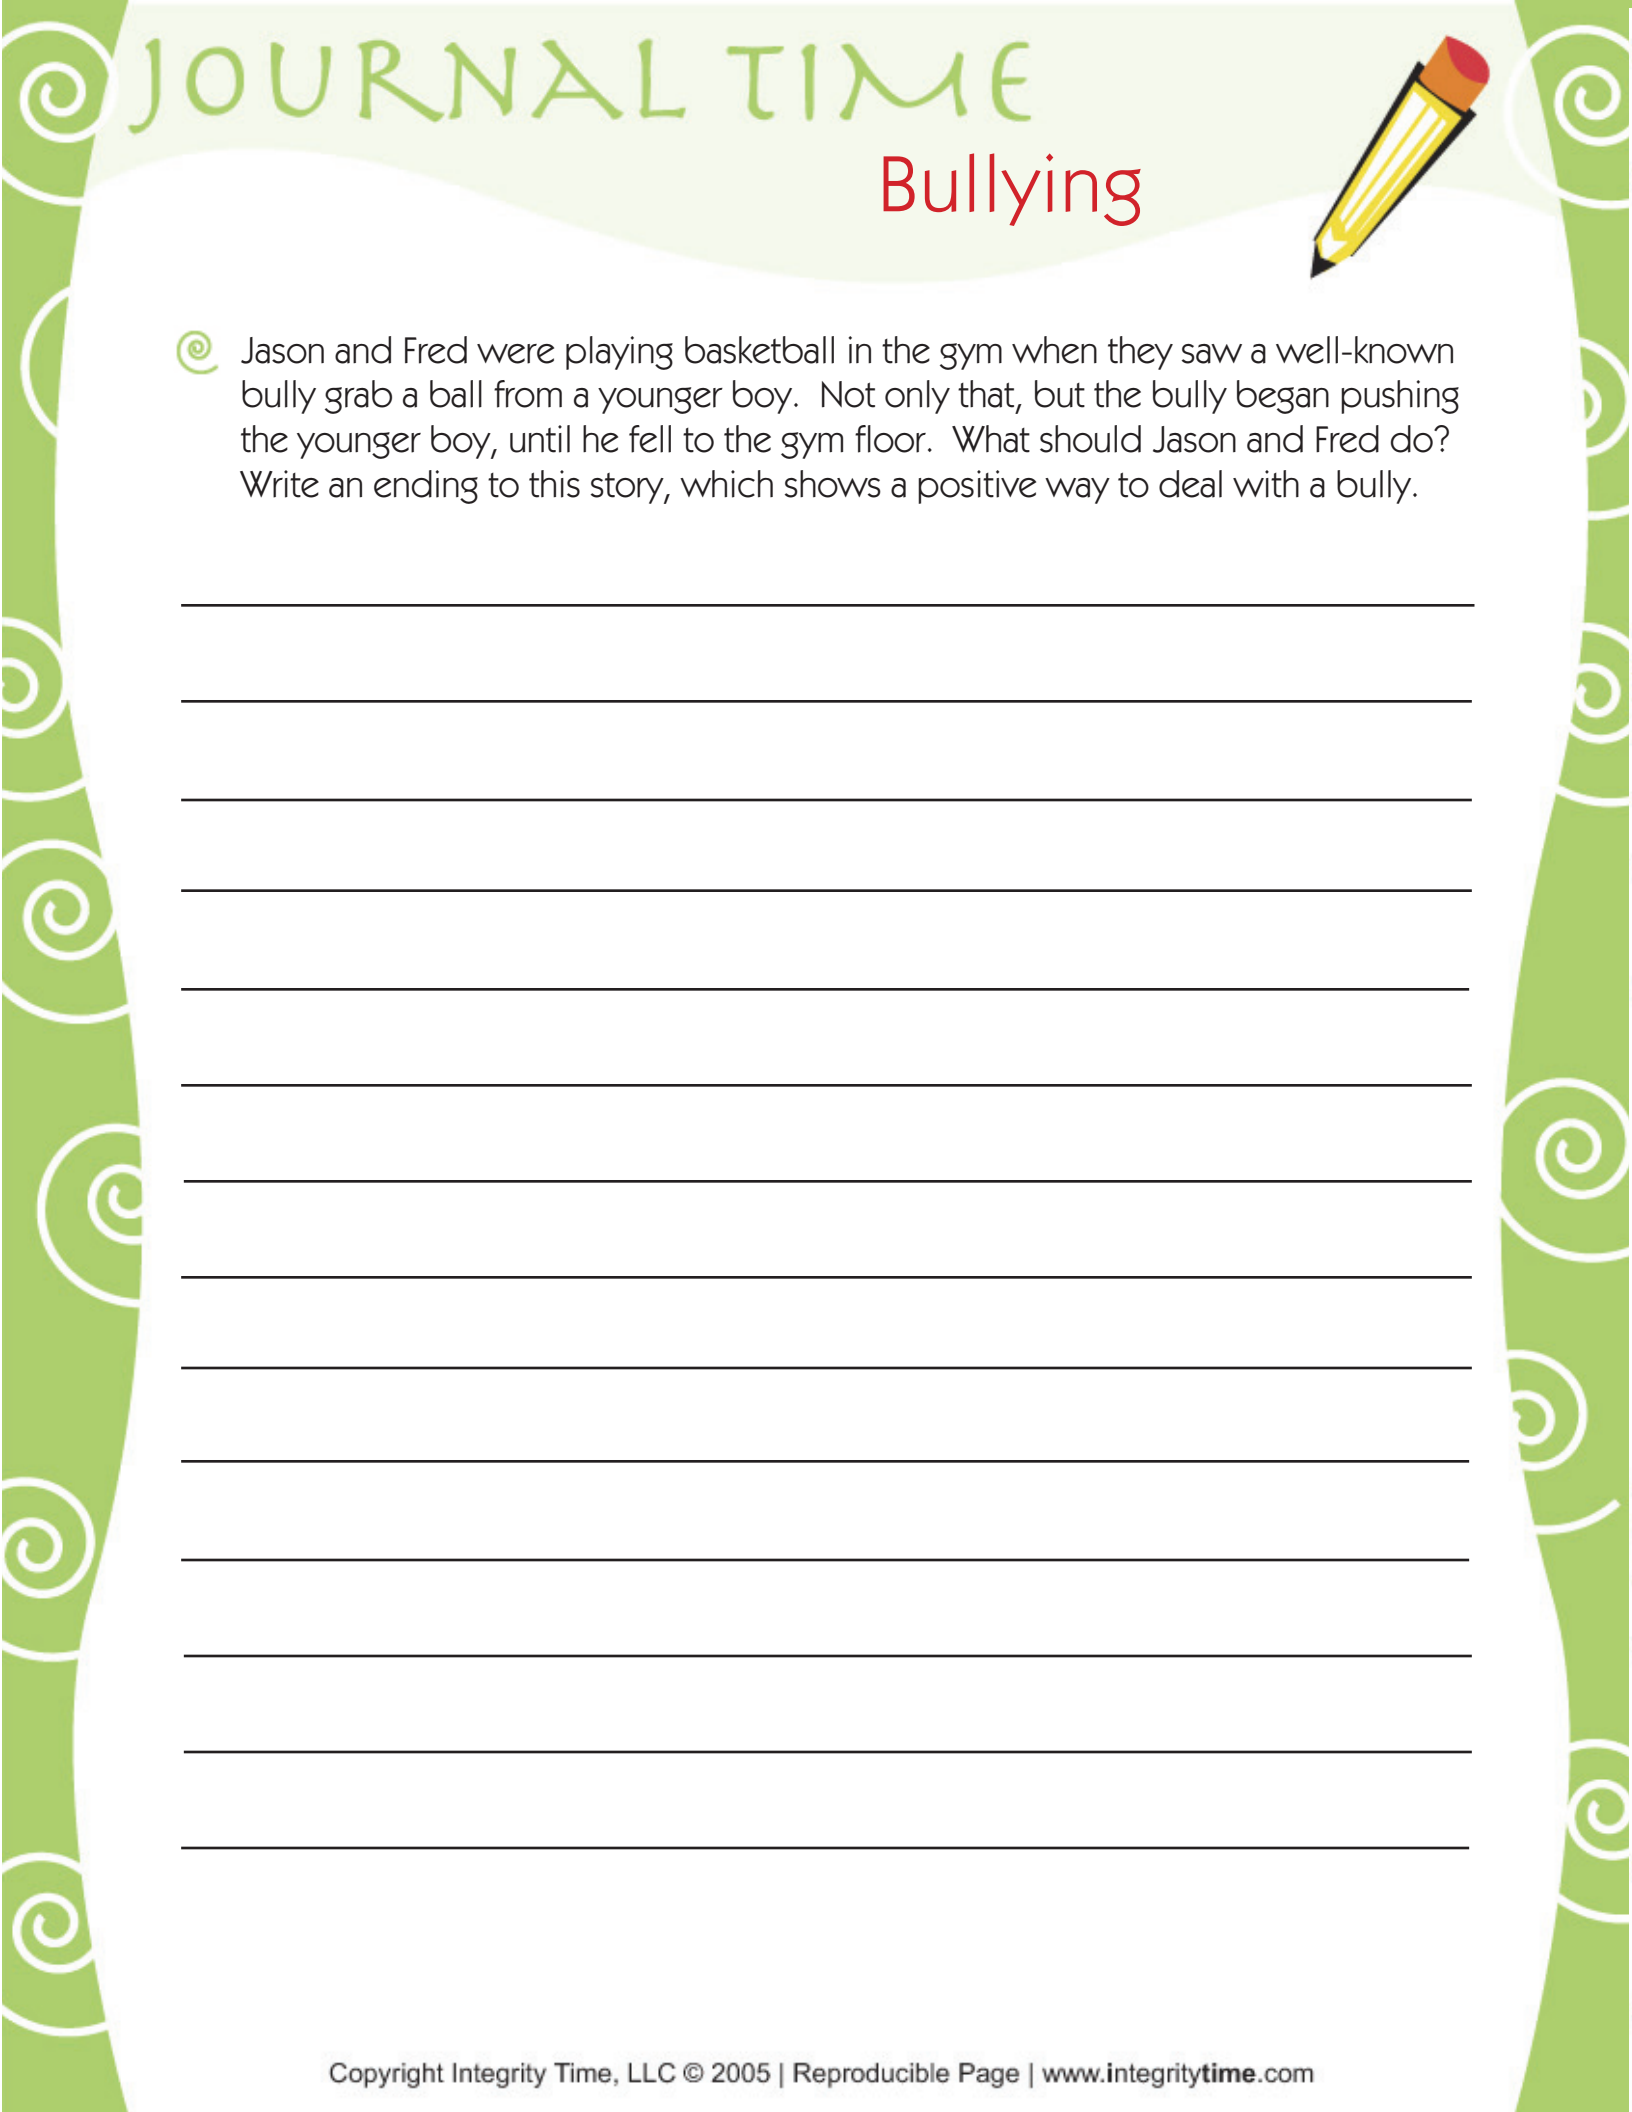 JOURNAL TIME
Bullying
Jason and Fred were playing basketball in the gym when they saw a well-known
bully grab a ball from a younger boy.  Not only that, but the bully began pushing
the younger boy, until he fell to the gym floor.  What should Jason and Fred do?
Write an ending to this story, which shows a positive way to deal with a bully.
Copyright Integrity Time, LLC © 2005 | Reproducible Page | www.integritytime.com